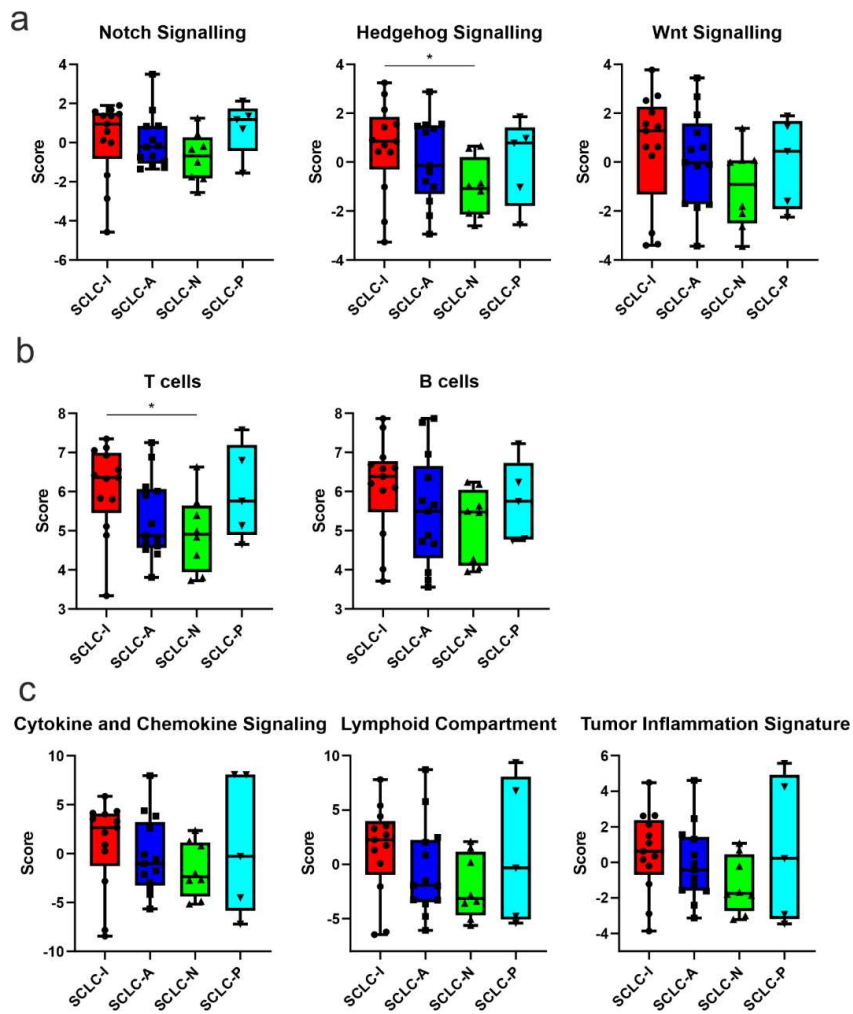 a
Notch Signalling
Hedgehog Signalling
Wnt Signalling
Score
4
2
0
-2
-4
-6
SCLC-I
SCLC-A
SCLC-N
SCLC-P
*
Score
4
2
0
-2
-4
SCLC-I
SCLC-A
SCLC-N
SCLC-P
Score
4
2
0
-2
-4
SCLC-I
SCLC-A
SCLC-N
SCLC-P
b
T cells
B cells
*
Score
8
7
6
5
4
3
SCLC-I
SCLC-A
SCLC-N
SCLC-P
Score
8
7
6
5
4
3
SCLC-I
SCLC-A
SCLC-N
SCLC-P
c
Cytokine and Chemokine Signaling
Lymphoid Compartment
Tumor Inflammation Signature
Score
10
5
0
-5
-10
SCLC-I
SCLC-A
SCLC-N
SCLC-P
Score
10
5
0
-5
SCLC-I
SCLC-A
SCLC-N
SCLC-P
Score
6
4
2
0
-2
-4
SCLC-I
SCLC-A
SCLC-N
SCLC-P